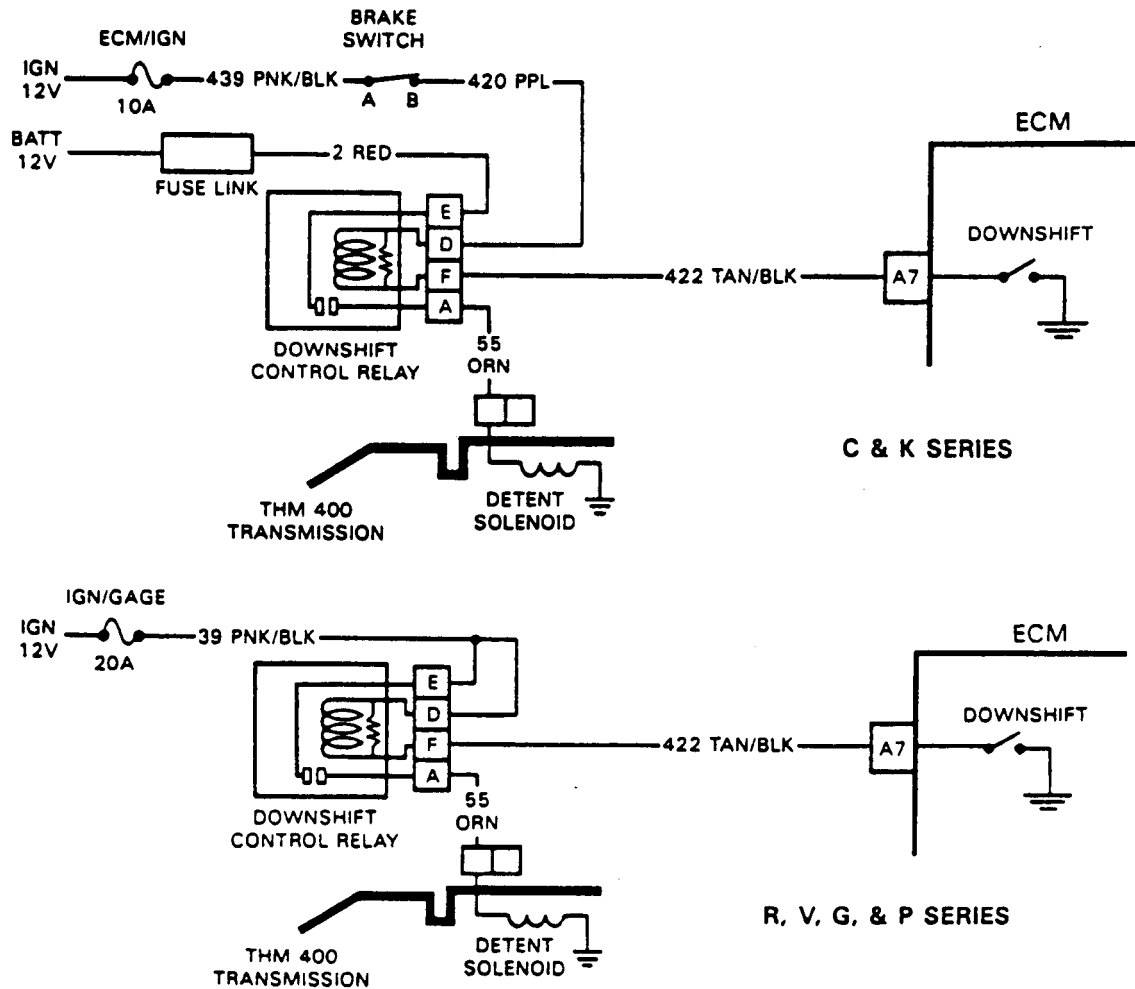 BRAKE
SWITCH
ECM/IGN
IGN
12V
439 PNK/BLK
420 PPL
A B
10A
BATT
12V
2 RED
FUSE LINK
ECM
E
D
F
A
DOWNSHIFT
422 TAN/BLK
A7
DOWNSHIFT
CONTROL RELAY
55
ORN
C & K SERIES
THM 400
TRANSMISSION
DETENT
SOLENOID
IGN/GAGE
IGN
12V
39 PNK/BLK
20A
ECM
E
D
F
A
DOWNSHIFT
422 TAN/BLK
A7
DOWNSHIFT
CONTROL RELAY
55
ORN
R, V, G, & P SERIES
THM 400
TRANSMISSION
DETENT
SOLENOID